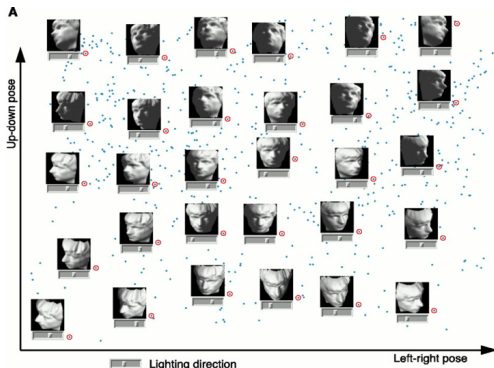 A
Up-down pose
Left-right pose
Lighting direction